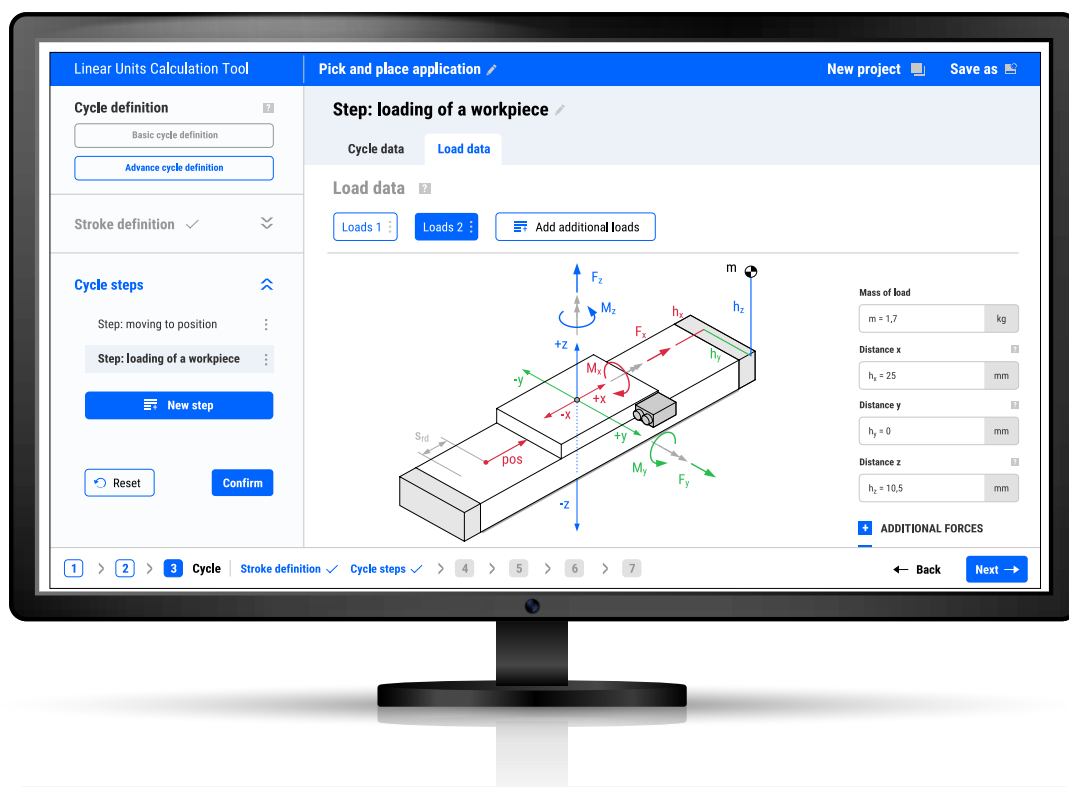 Linear Units Calculation Tool
Pick and place application
New project
Save as
Cycle definition ?
Basic cycle definition
Advance cycle definition
Stroke definition
Cycle steps
Step: moving to position
Step: loading of a workpiece
New step
Reset
Confirm
Step: loading of a workpiece
Cycle data
Load data
Load data ?
Loads 1
Loads 2
Add additional loads
m
Fz
Mz
hz
hx
Fx
hy
+z
Mx
-y
+x
-x
+y
srd
pos
My
Fy
-z
Mass of load
m = 1,7 kg
Distance x ?
hx = 25 mm
Distance y ?
hy = 0 mm
Distance z ?
hz = 10,5 mm
+ ADDITIONAL FORCES
1 > 2 > 3 Cycle Stroke definition Cycle steps > 4 > 5 > 6 > 7
← Back
Next →